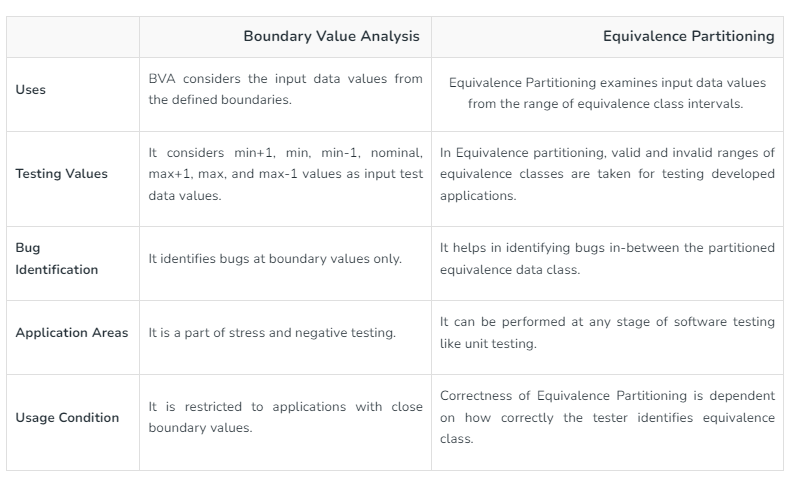 Boundary Value Analysis
Equivalence Partitioning
Uses
BVA considers the input data values from
the defined boundaries.
Equivalence Partitioning examines input data values
from the range of equivalence class intervals.
Testing Values
It considers min+1, min, min-1, nominal,
max+1, max, and max-1 values as input test
data values.
In Equivalence partitioning, valid and invalid ranges of
equivalence classes are taken for testing developed
applications.
Bug
Identification
It identifies bugs at boundary values only.
It helps in identifying bugs in-between the partitioned
equivalence data class.
Application Areas
It is a part of stress and negative testing.
It can be performed at any stage of software testing
like unit testing.
Usage Condition
It is restricted to applications with close
boundary values.
Correctness of Equivalence Partitioning is dependent
on how correctly the tester identifies equivalence
class.